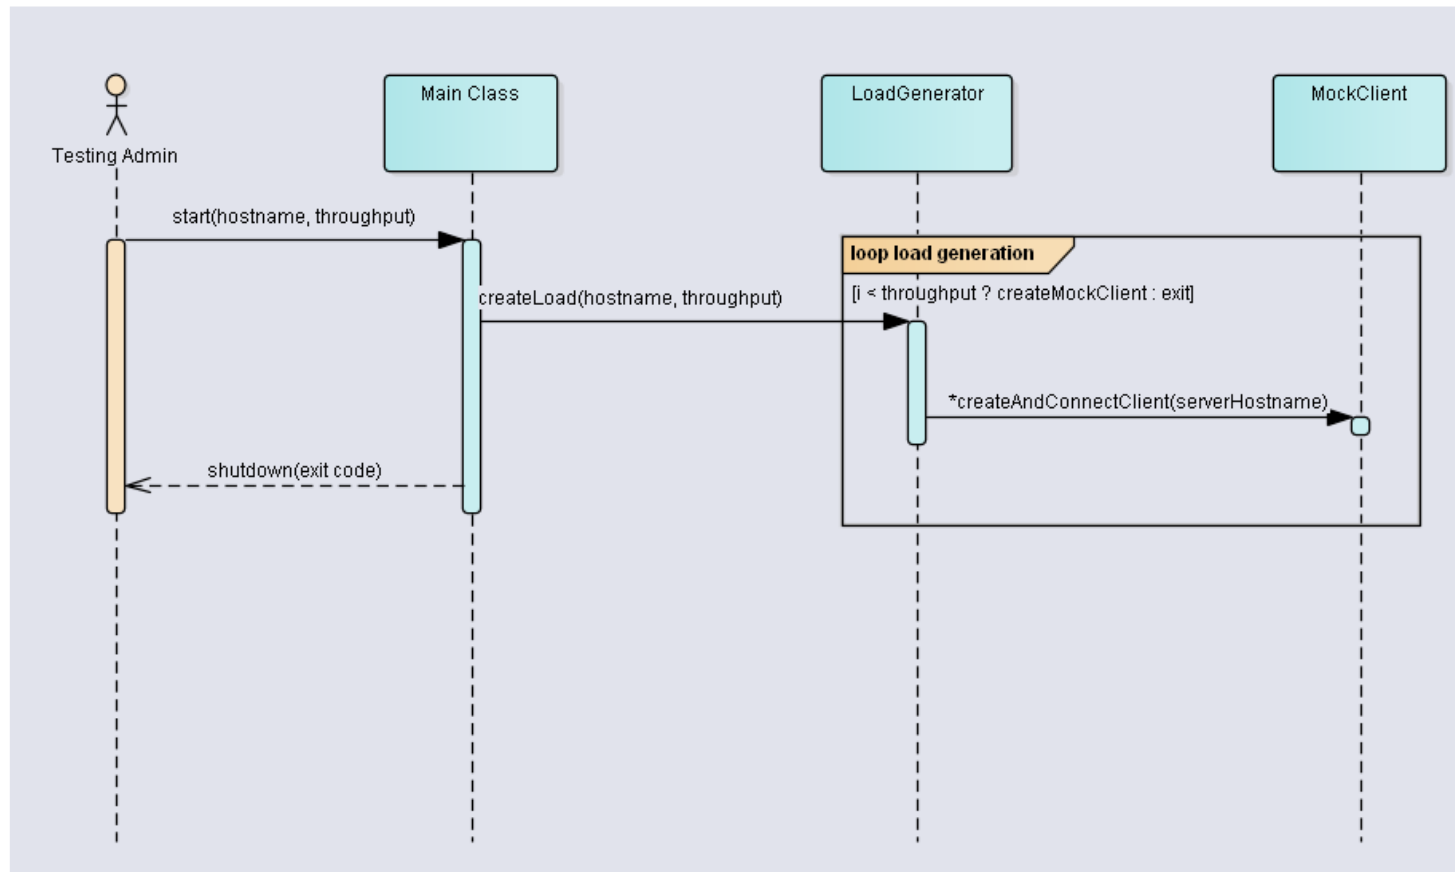 Main Class
LoadGenerator
MockClient
Testing Admin
start(hostname, throughput)
loop load generation
[i < throughput ? createMockClient : exit]
createLoad(hostname, throughput)
*createAndConnectClient(serverHostname)
shutdown(exit code)